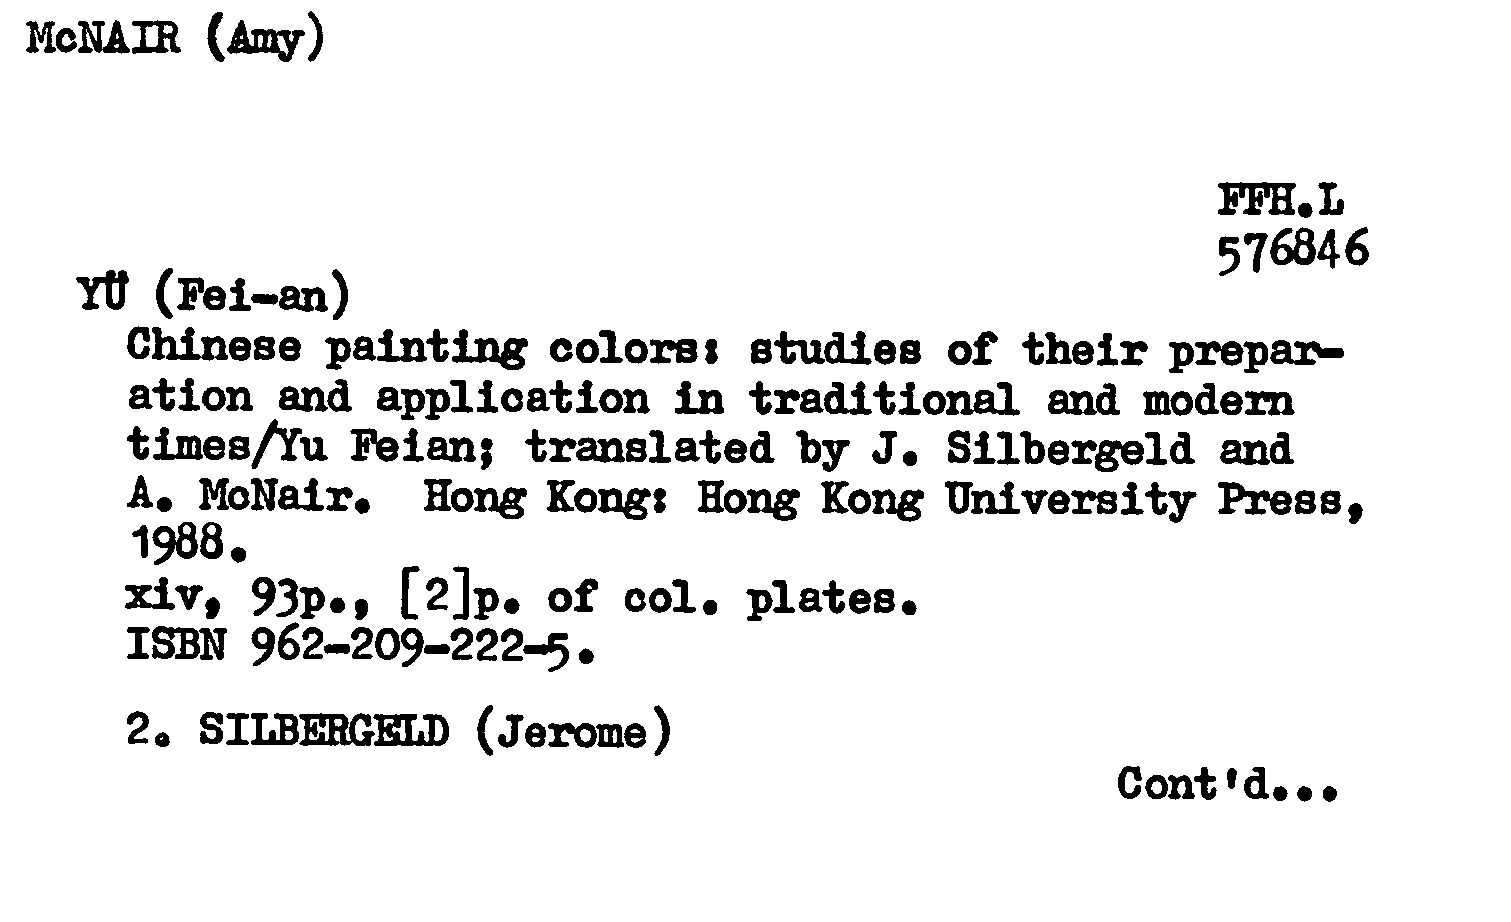 McNAIR (Amy)
FFH.L
576846
YÜ (Fei-an)
Chinese painting colors: studies of their prepar-
ation and application in traditional and modern
times/Yu Feian; translated by J. Silbergeld and
A. McNair. Hong Kong: Hong Kong University Press,
1988.
xiv, 93p., [2]p. of col. plates.
ISBN 962-209-222-5.
2. SILBERGELD (Jerome)
Cont'd...